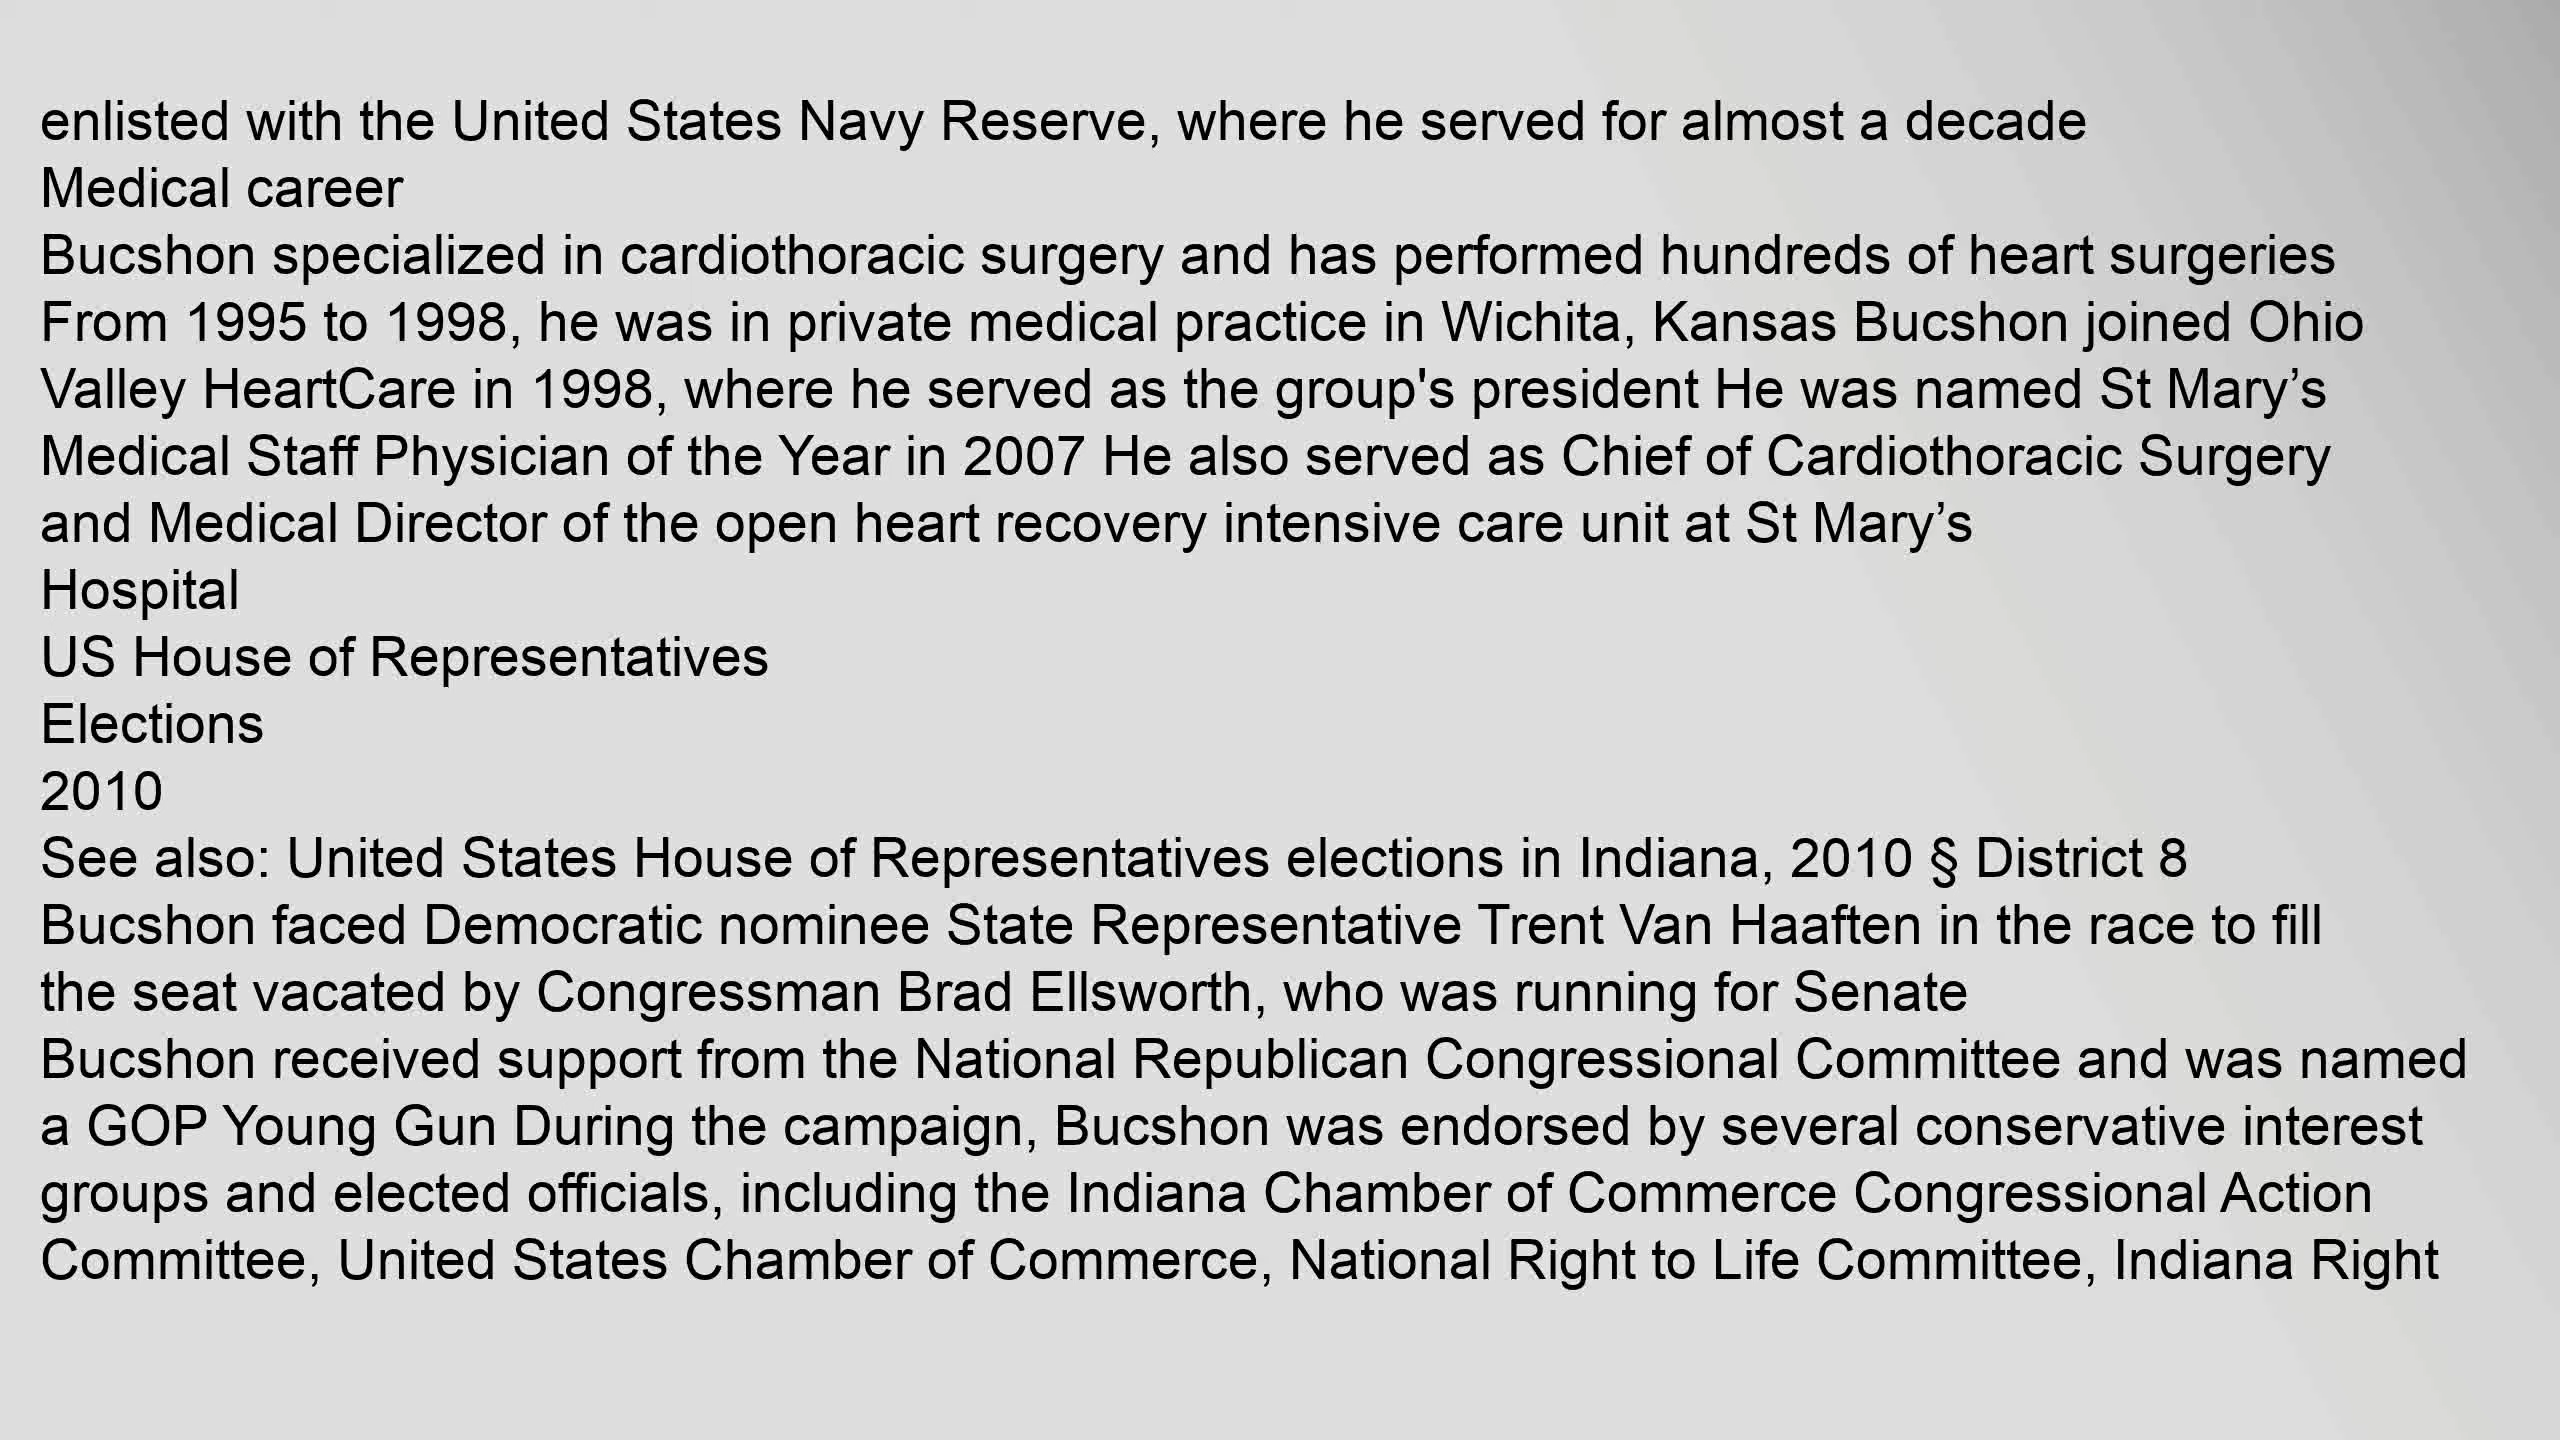 enlisted with the United States Navy Reserve, where he served for almost a decade
Medical career
Bucshon specialized in cardiothoracic surgery and has performed hundreds of heart surgeries
From 1995 to 1998, he was in private medical practice in Wichita, Kansas Bucshon joined Ohio
Valley HeartCare in 1998, where he served as the group's president He was named St Mary’s
Medical Staff Physician of the Year in 2007 He also served as Chief of Cardiothoracic Surgery
and Medical Director of the open heart recovery intensive care unit at St Mary’s
Hospital
US House of Representatives
Elections
2010
See also: United States House of Representatives elections in Indiana, 2010 § District 8
Bucshon faced Democratic nominee State Representative Trent Van Haaften in the race to fill
the seat vacated by Congressman Brad Ellsworth, who was running for Senate
Bucshon received support from the National Republican Congressional Committee and was named
a GOP Young Gun During the campaign, Bucshon was endorsed by several conservative interest
groups and elected officials, including the Indiana Chamber of Commerce Congressional Action
Committee, United States Chamber of Commerce, National Right to Life Committee, Indiana Right